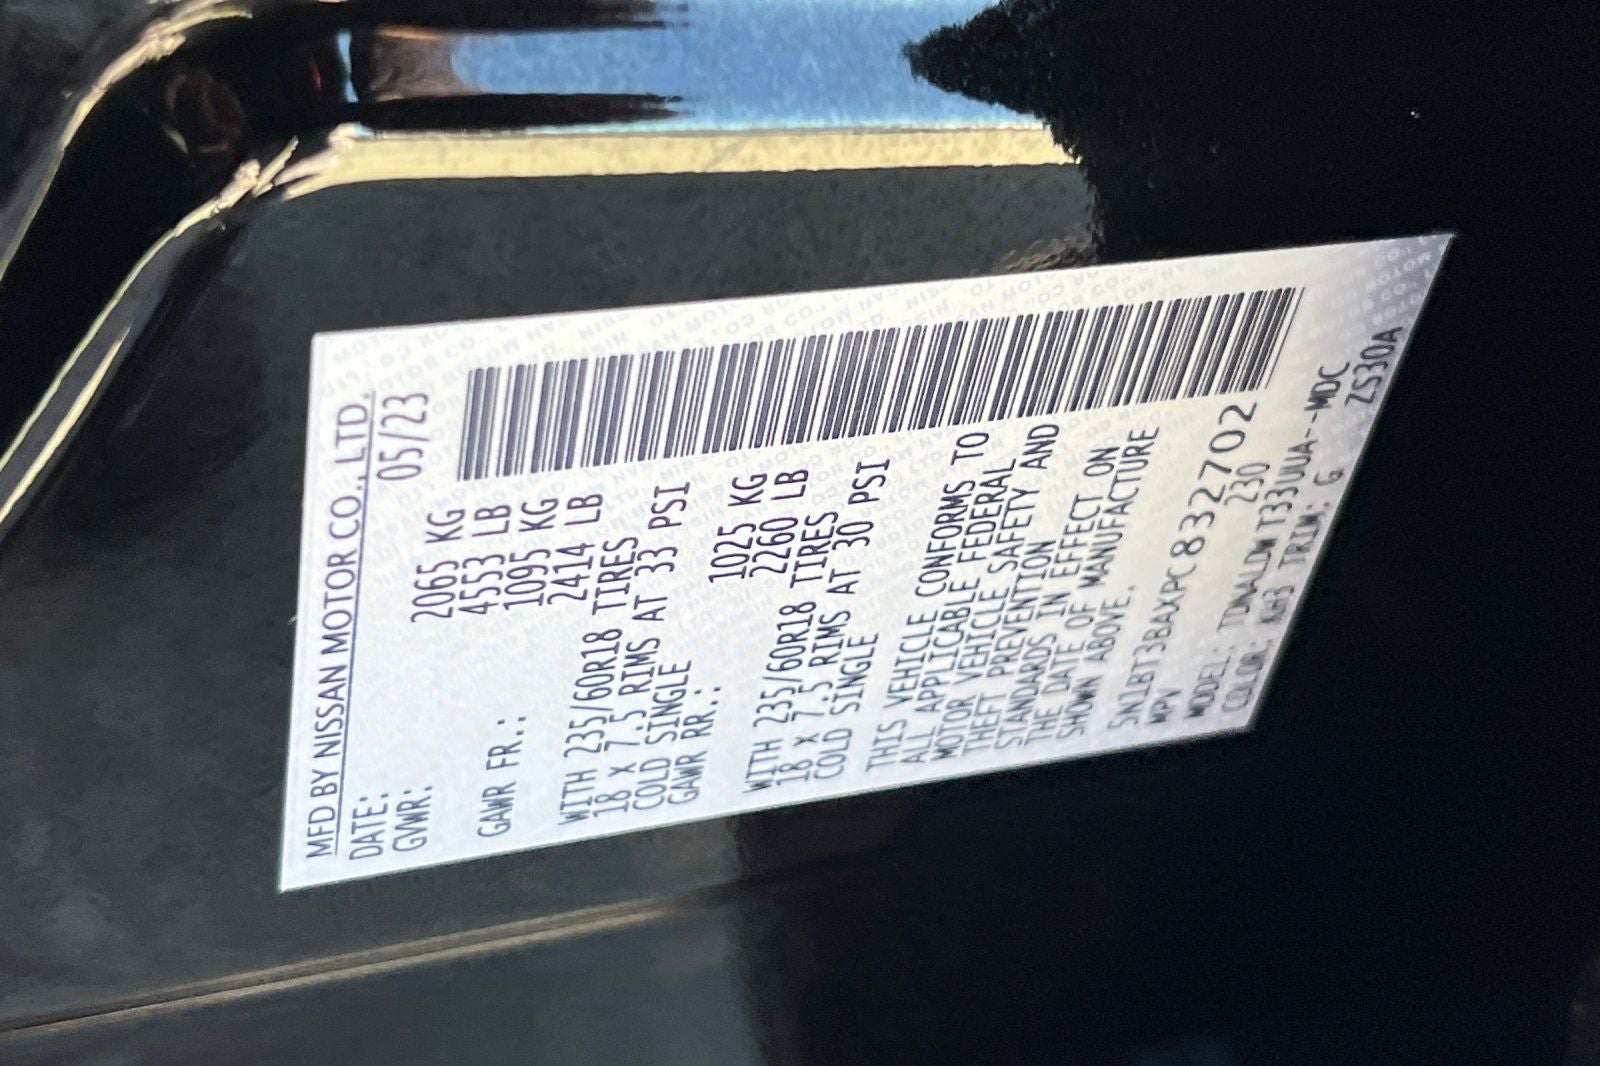 MFD BY NISSAN MOTOR CO., LTD.
DATE: 05/23
GVWR: 2065 KG
4553 LB
GAWR FR.: 1095 KG
2414 LB
WITH 235/60R18 TIRES
18 X 7.5 RIMS AT 33 PSI
COLD SINGLE
GAWR RR.: 1025 KG
2260 LB
WITH 235/60R18 TIRES
18 X 7.5 RIMS AT 30 PSI
COLD SINGLE
THIS VEHICLE CONFORMS TO
ALL APPLICABLE FEDERAL
MOTOR VEHICLE SAFETY AND
THEFT PREVENTION
STANDARDS IN EFFECT ON
THE DATE OF MANUFACTURE
SHOWN ABOVE.
5N1BT3BAXPC832702
MPV 230
MODEL: TDNALDWT33UUA--MDC
COLOR: KH3 TRIM: G ZS30A